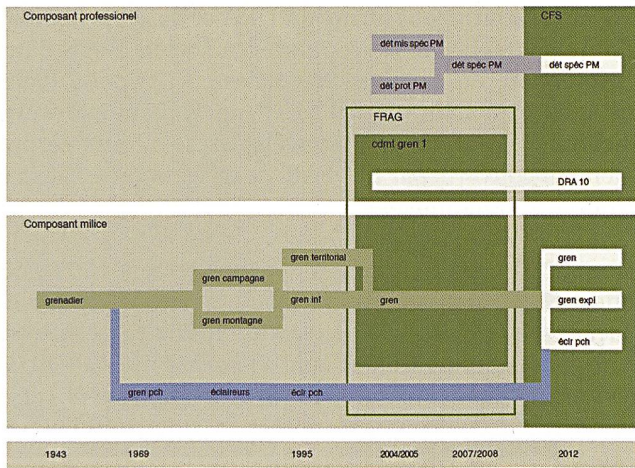 Composant professionel
CFS
dét mis spéc PM
dét spéc PM
dét spéc PM
dét prot PM
FRAG
cdmt gren 1
DRA 10
Composant milice
gren territorial
gren
gren campagne
grenadier
gren inf
gren
gren expl
gren montagne
éclr pch
gren pch
éclaireurs
éclr pch
1943
1969
1995
2004/2005
2007/2008
2012